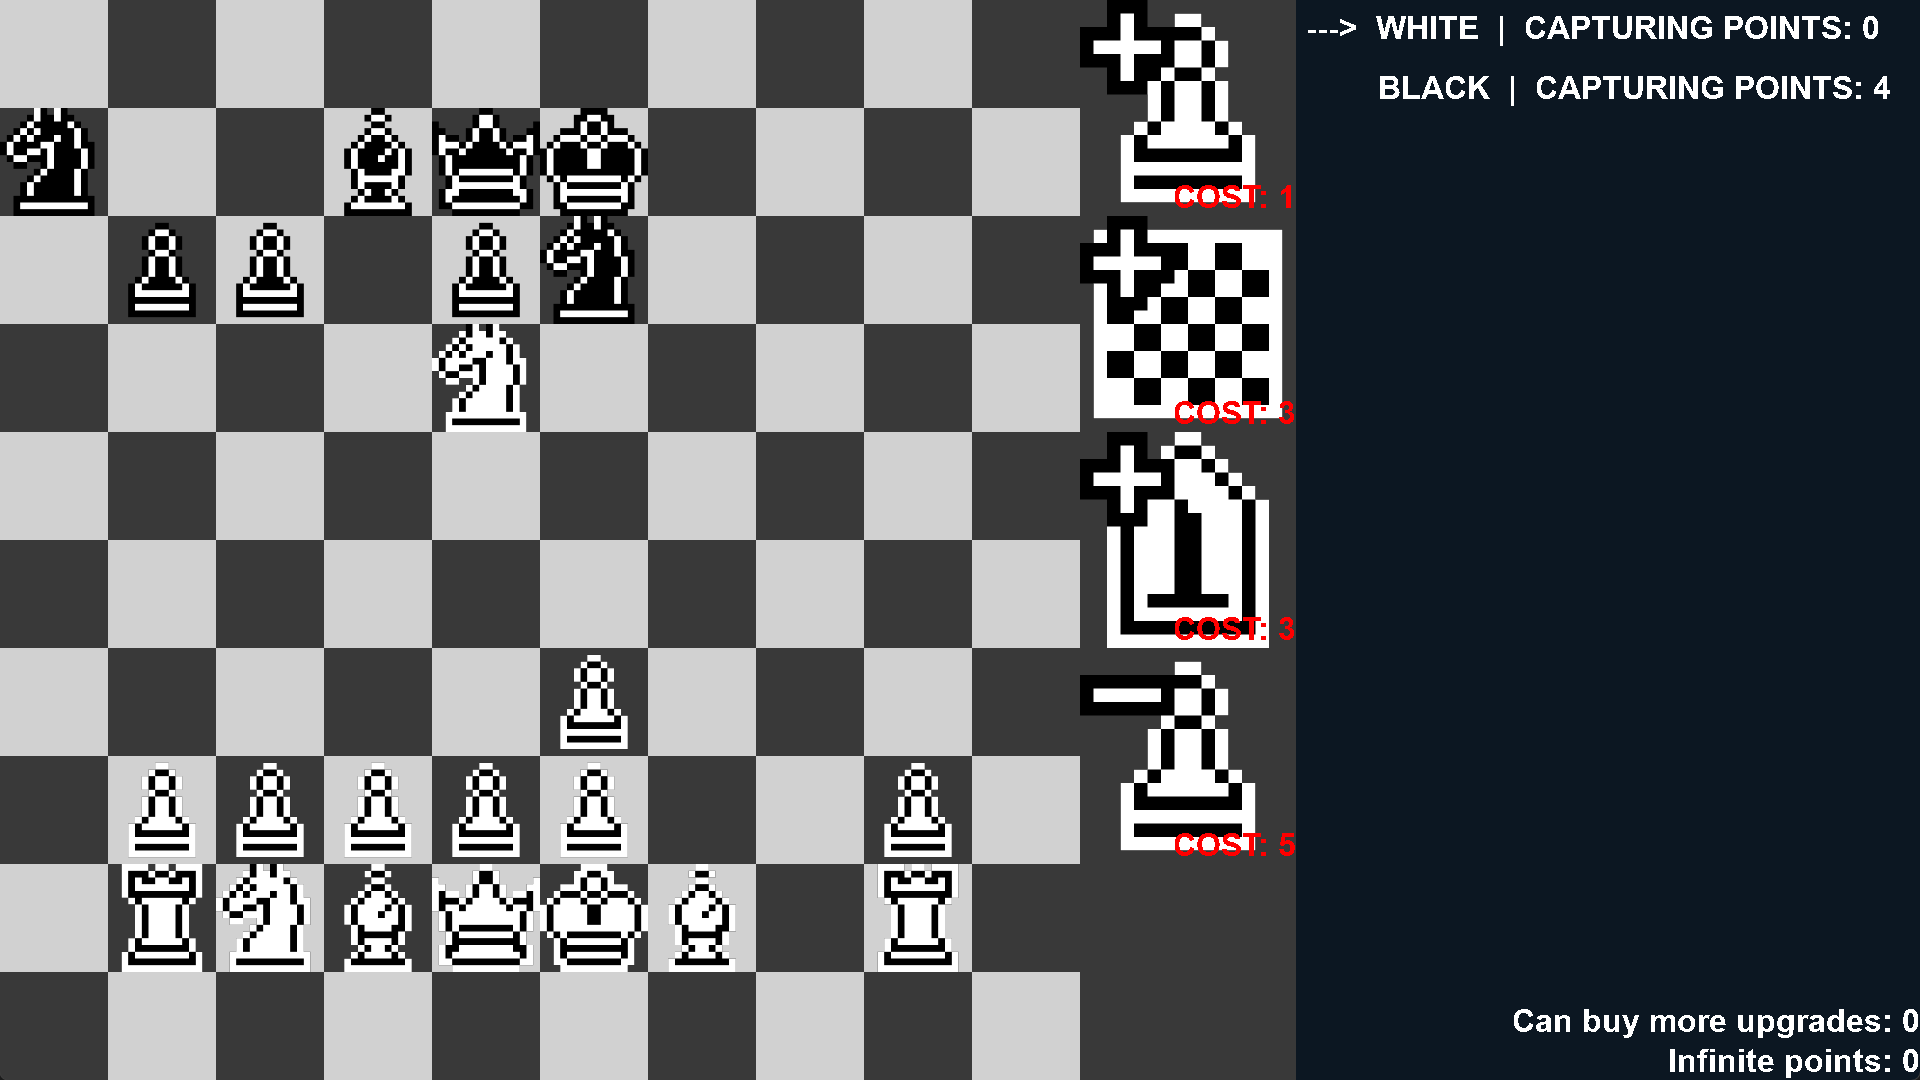 ---> WHITE | CAPTURING POINTS: 0
BLACK | CAPTURING POINTS: 4
COST: 1
COST: 3
COST: 3
COST: 5
Can buy more upgrades: 0
Infinite points: 0